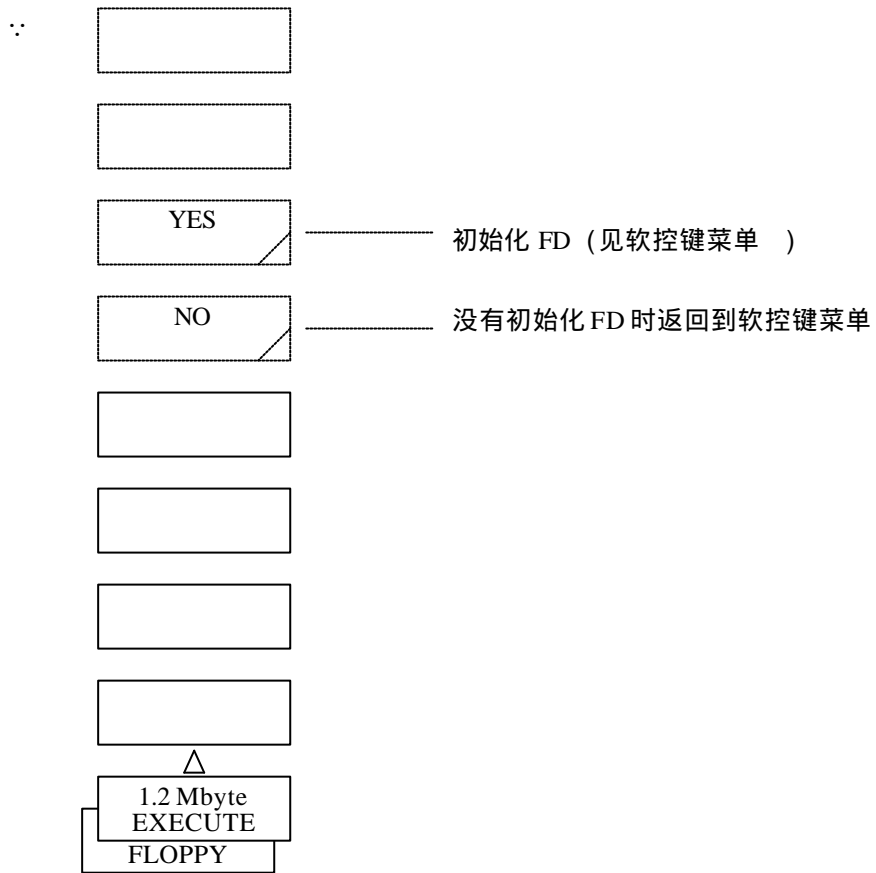 ∵
YES
初始化 FD (见软控键菜单 )
NO
没有初始化 FD 时返回到软控键菜单
1.2 Mbyte
EXECUTE
FLOPPY